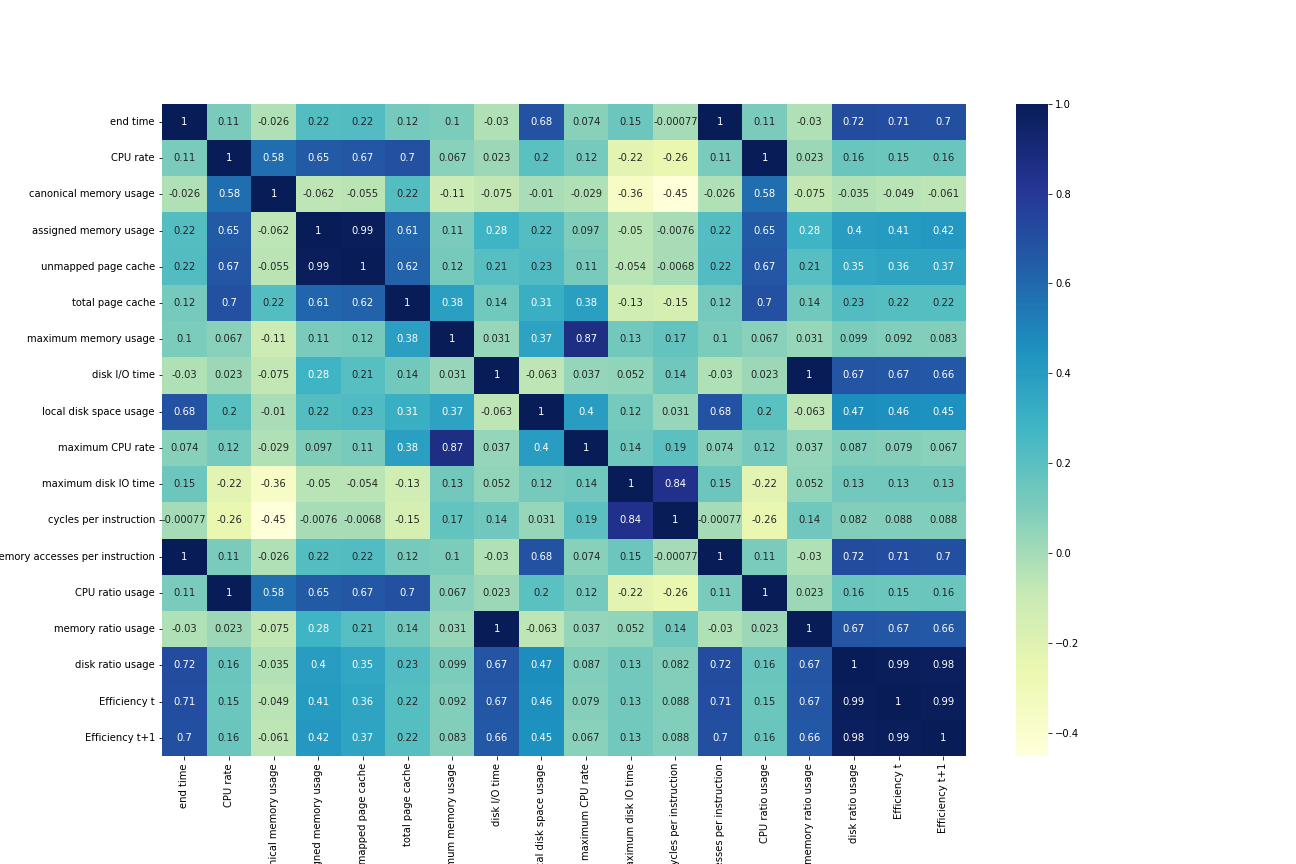 end time 1 0.11 -0.026 0.22 0.22 0.12 0.1 -0.03 0.68 0.074 0.15 -0.00077 1 0.11 -0.03 0.72 0.71 0.7 1.0
CPU rate 0.11 1 0.58 0.65 0.67 0.7 0.067 0.023 0.2 0.12 -0.22 -0.26 0.11 1 0.023 0.16 0.15 0.16
canonical memory usage -0.026 0.58 1 -0.062 -0.055 0.22 -0.11 -0.075 -0.01 -0.029 -0.36 -0.45 -0.026 0.58 -0.075 -0.035 -0.049 -0.061 0.8
assigned memory usage 0.22 0.65 -0.062 1 0.99 0.61 0.11 0.28 0.22 0.097 -0.05 -0.0076 0.22 0.65 0.28 0.4 0.41 0.42
unmapped page cache 0.22 0.67 -0.055 0.99 1 0.62 0.12 0.21 0.23 0.11 -0.054 -0.0068 0.22 0.67 0.21 0.35 0.36 0.37 0.6
total page cache 0.12 0.7 0.22 0.61 0.62 1 0.38 0.14 0.31 0.38 -0.13 -0.15 0.12 0.7 0.14 0.23 0.22 0.22
maximum memory usage 0.1 0.067 -0.11 0.11 0.12 0.38 1 0.031 0.37 0.87 0.13 0.17 0.1 0.067 0.031 0.099 0.092 0.083
disk I/O time -0.03 0.023 -0.075 0.28 0.21 0.14 0.031 1 -0.063 0.037 0.052 0.14 -0.03 0.023 1 0.67 0.67 0.66 0.4
local disk space usage 0.68 0.2 -0.01 0.22 0.23 0.31 0.37 -0.063 1 0.4 0.12 0.031 0.68 0.2 -0.063 0.47 0.46 0.45
maximum CPU rate 0.074 0.12 -0.029 0.097 0.11 0.38 0.87 0.037 0.4 1 0.14 0.19 0.074 0.12 0.037 0.087 0.079 0.067 0.2
maximum disk IO time 0.15 -0.22 -0.36 -0.05 -0.054 -0.13 0.13 0.052 0.12 0.14 1 0.84 0.15 -0.22 0.052 0.13 0.13 0.13
cycles per instruction -0.00077 -0.26 -0.45 -0.0076 -0.0068 -0.15 0.17 0.14 0.031 0.19 0.84 1 -0.00077 -0.26 0.14 0.082 0.088 0.088
emory accesses per instruction 1 0.11 -0.026 0.22 0.22 0.12 0.1 -0.03 0.68 0.074 0.15 -0.00077 1 0.11 -0.03 0.72 0.71 0.7 0.0
CPU ratio usage 0.11 1 0.58 0.65 0.67 0.7 0.067 0.023 0.2 0.12 -0.22 -0.26 0.11 1 0.023 0.16 0.15 0.16
memory ratio usage -0.03 0.023 -0.075 0.28 0.21 0.14 0.031 1 -0.063 0.037 0.052 0.14 -0.03 0.023 1 0.67 0.67 0.66 -0.2
disk ratio usage 0.72 0.16 -0.035 0.4 0.35 0.23 0.099 0.67 0.47 0.087 0.13 0.082 0.72 0.16 0.67 1 0.99 0.98
Efficiency t 0.71 0.15 -0.049 0.41 0.36 0.22 0.092 0.67 0.46 0.079 0.13 0.088 0.71 0.15 0.67 0.99 1 0.99
Efficiency t+1 0.7 0.16 -0.061 0.42 0.37 0.22 0.083 0.66 0.45 0.067 0.13 0.088 0.7 0.16 0.66 0.98 0.99 1 -0.4
end time
CPU rate
nical memory usage
gned memory usage
mapped page cache
total page cache
num memory usage
disk I/O time
al disk space usage
maximum CPU rate
aximum disk IO time
ycles per instruction
esses per instruction
CPU ratio usage
memory ratio usage
disk ratio usage
Efficiency t
Efficiency t+1